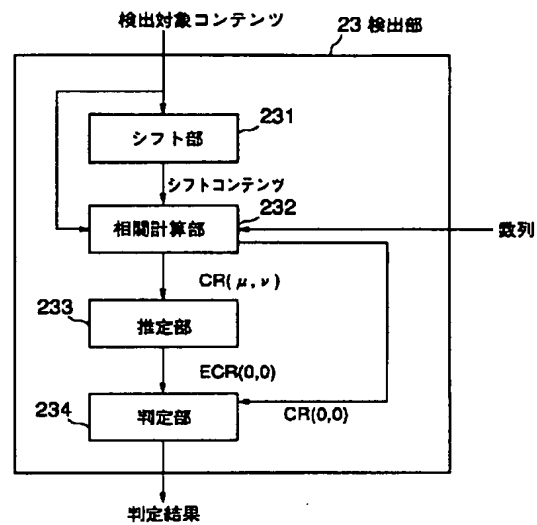 検出対象コンテンツ
23 検出部
231
シフト部
シフトコンテンツ
232
相関計算部
数列
CR(μ,ν)
233
推定部
ECR(0,0)
234
判定部
CR(0,0)
判定結果